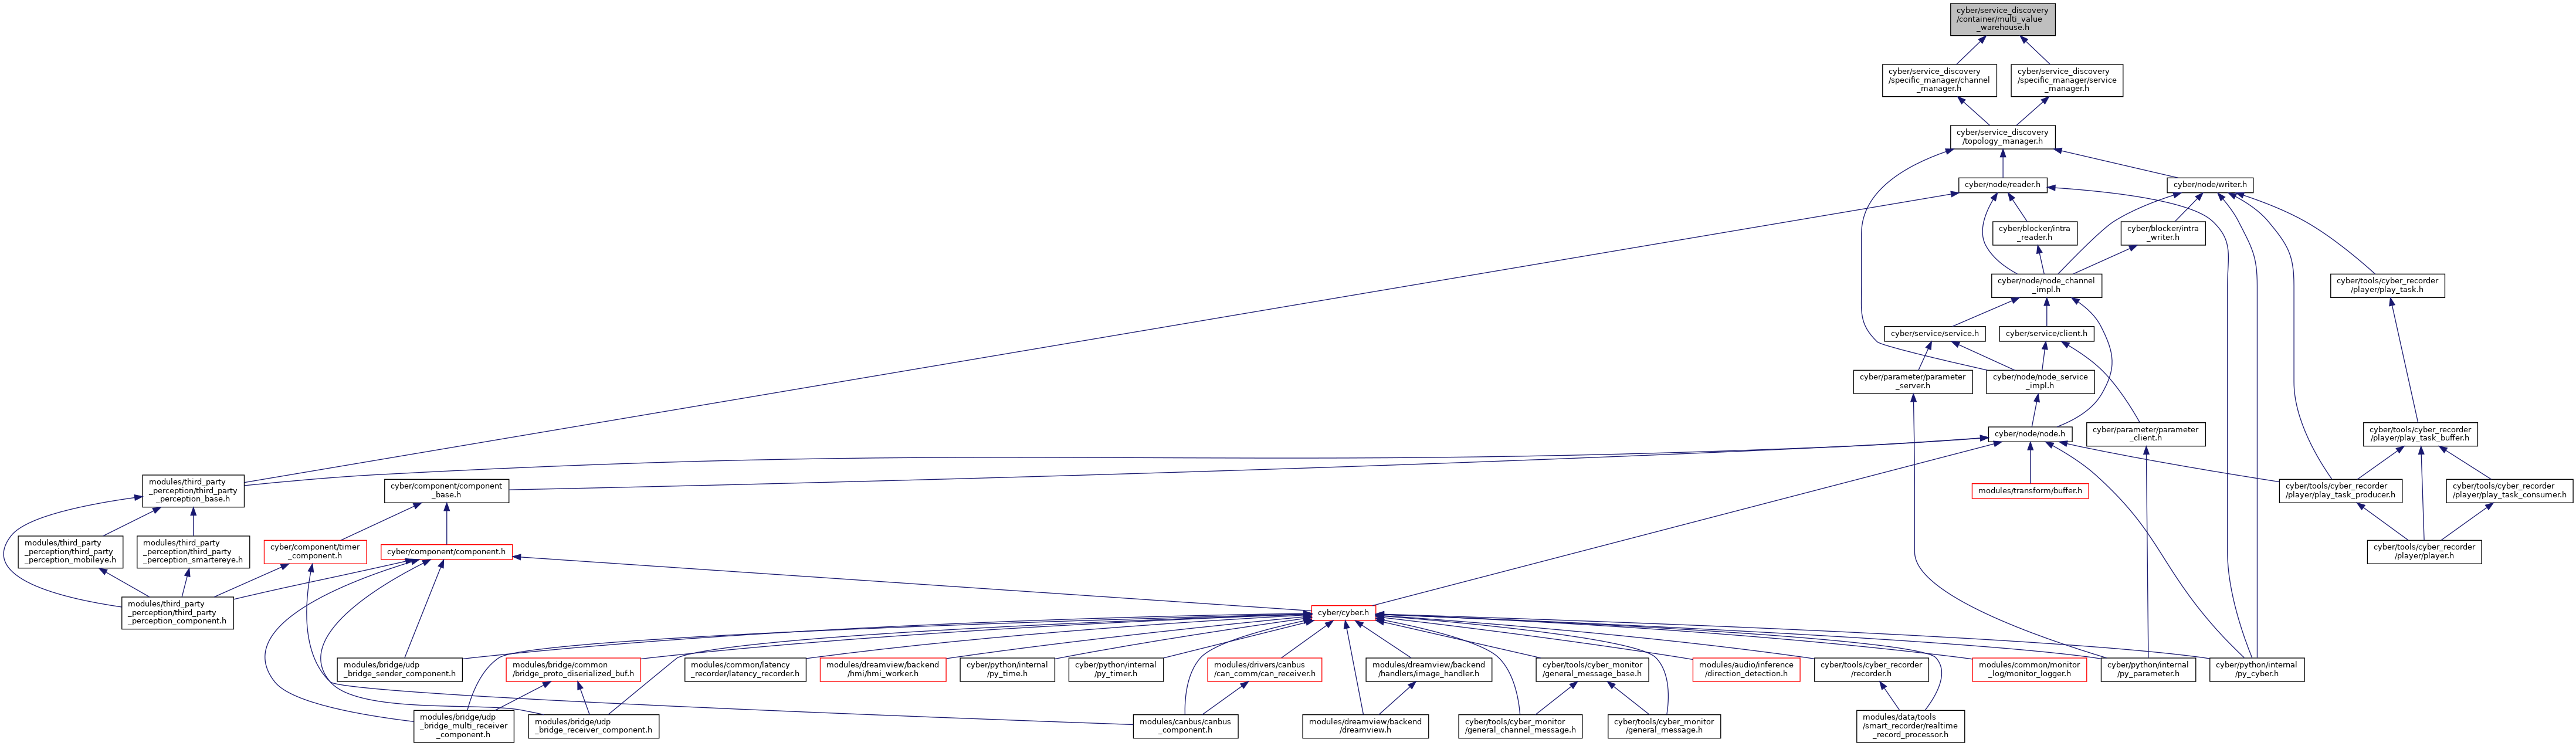 cyber/service_discovery
/container/multi_value
_warehouse.h
cyber/service_discovery
/specific_manager/channel
_manager.h
cyber/service_discovery
/specific_manager/service
_manager.h
cyber/service_discovery
/topology_manager.h
cyber/node/reader.h
cyber/node/writer.h
cyber/blocker/intra
_reader.h
cyber/blocker/intra
_writer.h
cyber/node/node_channel
_impl.h
cyber/tools/cyber_recorder
/player/play_task.h
cyber/service/service.h
cyber/service/client.h
cyber/parameter/parameter
_server.h
cyber/node/node_service
_impl.h
cyber/node/node.h
cyber/parameter/parameter
_client.h
cyber/tools/cyber_recorder
/player/play_task_buffer.h
modules/third_party
_perception/third_party
_perception_base.h
cyber/component/component
_base.h
modules/transform/buffer.h
cyber/tools/cyber_recorder
/player/play_task_producer.h
cyber/tools/cyber_recorder
/player/play_task_consumer.h
modules/third_party
_perception/third_party
_perception_mobileye.h
modules/third_party
_perception/third_party
_perception_smartereye.h
cyber/component/timer
_component.h
cyber/component/component.h
cyber/tools/cyber_recorder
/player/player.h
modules/third_party
_perception/third_party
_perception_component.h
cyber/cyber.h
modules/bridge/udp
_bridge_sender_component.h
modules/bridge/common
/bridge_proto_diserialized_buf.h
modules/common/latency
_recorder/latency_recorder.h
modules/dreamview/backend
/hmi/hmi_worker.h
cyber/python/internal
/py_time.h
cyber/python/internal
/py_timer.h
modules/drivers/canbus
/can_comm/can_receiver.h
modules/dreamview/backend
/handlers/image_handler.h
cyber/tools/cyber_monitor
/general_message_base.h
modules/audio/inference
/direction_detection.h
cyber/tools/cyber_recorder
/recorder.h
modules/common/monitor
_log/monitor_logger.h
cyber/python/internal
/py_parameter.h
cyber/python/internal
/py_cyber.h
modules/bridge/udp
_bridge_multi_receiver
_component.h
modules/bridge/udp
_bridge_receiver_component.h
modules/canbus/canbus
_component.h
modules/dreamview/backend
/dreamview.h
cyber/tools/cyber_monitor
/general_channel_message.h
cyber/tools/cyber_monitor
/general_message.h
modules/data/tools
/smart_recorder/realtime
_record_processor.h